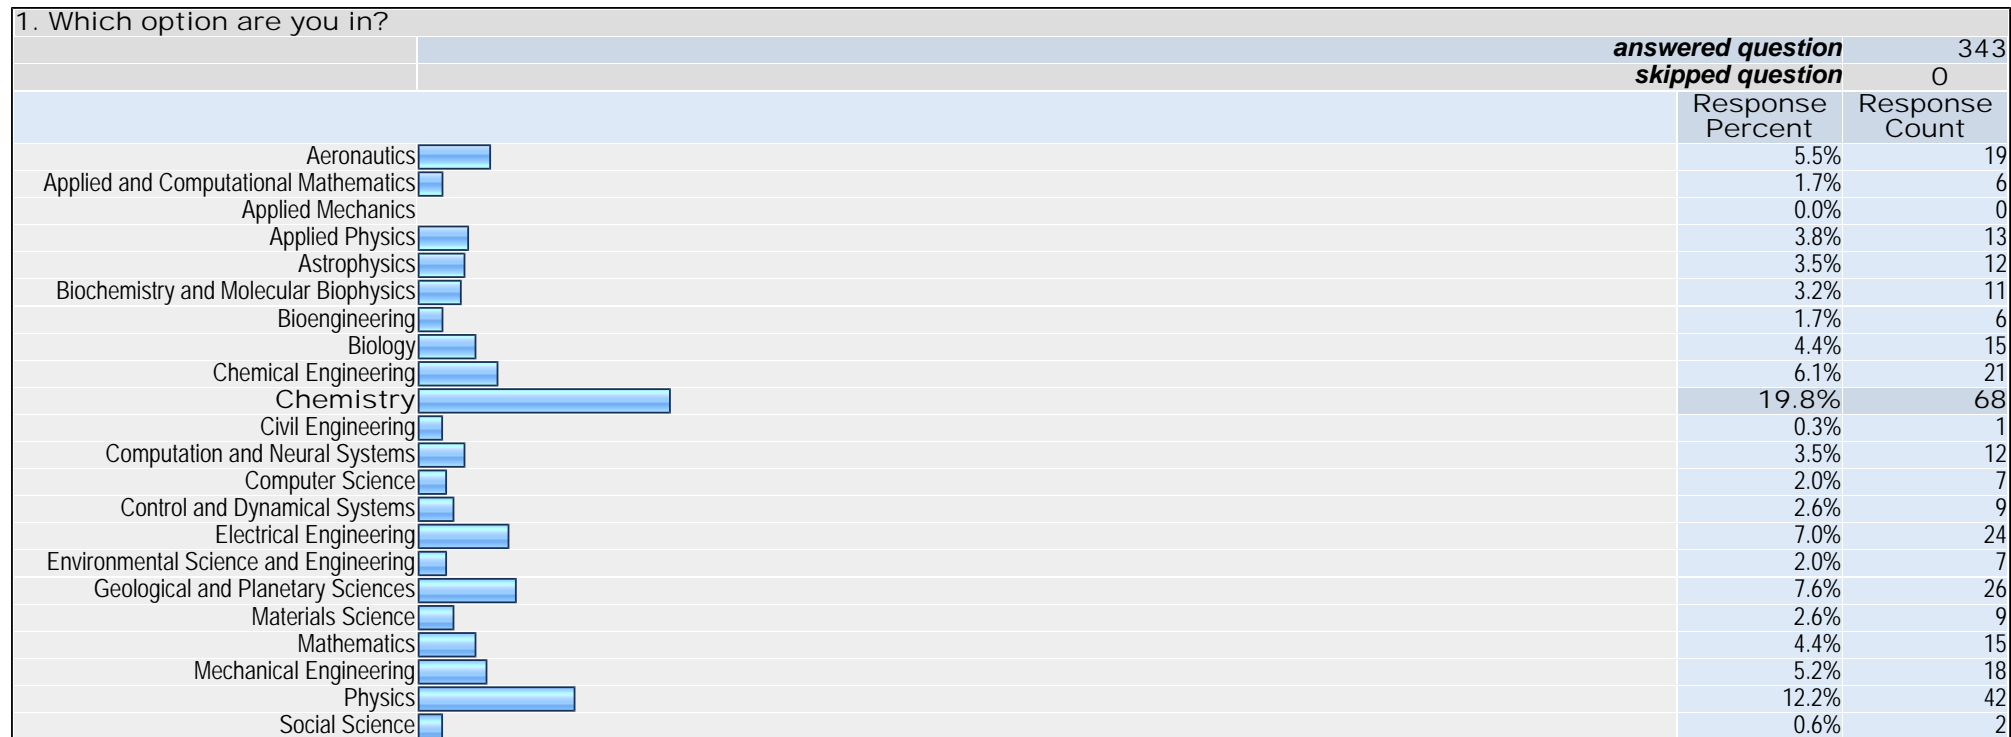 1. Which option are you in?
answered question 343
skipped question 0
Response Percent Response Count
Aeronautics 5.5% 19
Applied and Computational Mathematics 1.7% 6
Applied Mechanics 0.0% 0
Applied Physics 3.8% 13
Astrophysics 3.5% 12
Biochemistry and Molecular Biophysics 3.2% 11
Bioengineering 1.7% 6
Biology 4.4% 15
Chemical Engineering 6.1% 21
Chemistry 19.8% 68
Civil Engineering 0.3% 1
Computation and Neural Systems 3.5% 12
Computer Science 2.0% 7
Control and Dynamical Systems 2.6% 9
Electrical Engineering 7.0% 24
Environmental Science and Engineering 2.0% 7
Geological and Planetary Sciences 7.6% 26
Materials Science 2.6% 9
Mathematics 4.4% 15
Mechanical Engineering 5.2% 18
Physics 12.2% 42
Social Science 0.6% 2